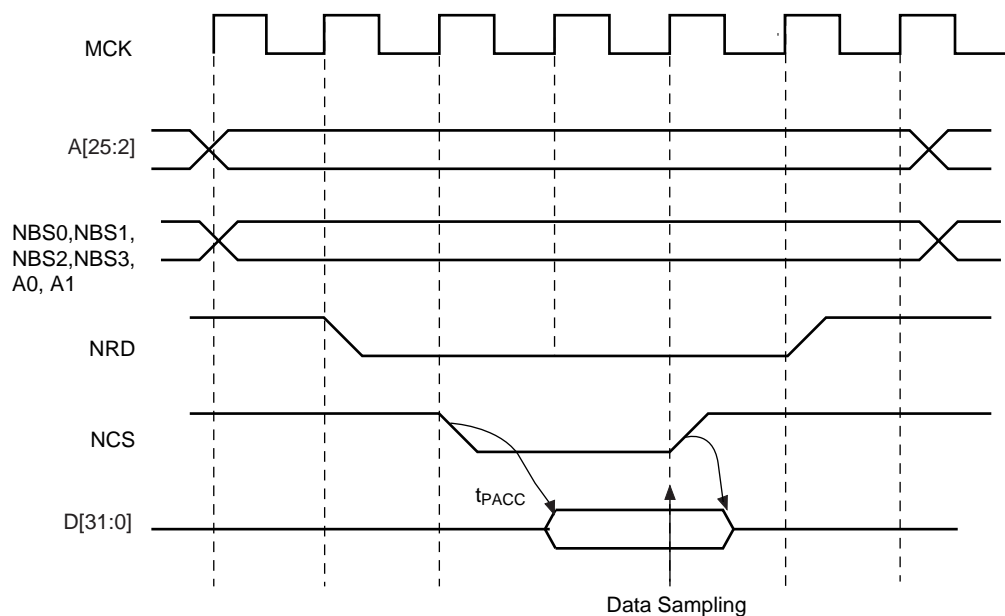 MCK
A[25:2]
NBS0,NBS1,
NBS2,NBS3,
A0, A1
NRD
NCS
tPACC
D[31:0]
Data Sampling